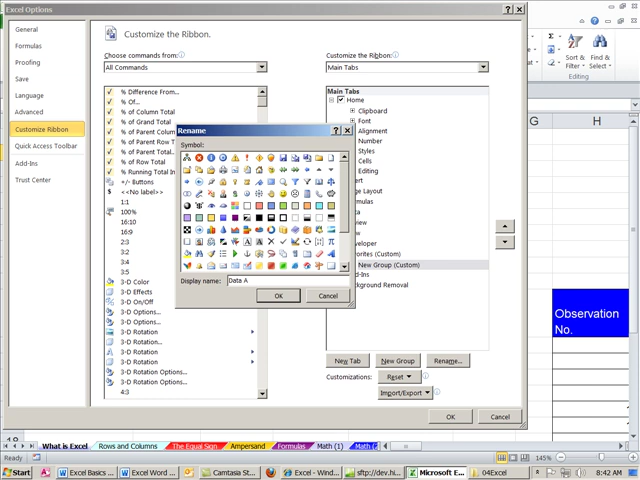 Excel Options
General
Formulas
Proofing
Save
Language
Advanced
Customize Ribbon
Quick Access Toolbar
Add-Ins
Trust Center
Customize the Ribbon.
Choose commands from:
All Commands
% Difference From...
% Of...
% of Column Total
% of Grand Total
% of Parent Column
% of Parent Row T
% of Parent Total...
% of Row Total
% Running Total In
+/- Buttons
<<No label>>
1:1
100%
16:10
16:9
2:3
3:2
3:4
3:5
3-D Color
3-D Effects
3-D On/Off
3-D Options...
3-D Options...
3-D Rotation
3-D Rotation
3-D Rotation
3-D Rotation
3-D Rotation Options...
3-D Rotation Options...
4:3
Rename
Symbol:
Display name:
Data A
OK
Cancel
Customize the Ribbon:
Main Tabs
Main Tabs
Home
Clipboard
Font
Alignment
Number
Styles
Cells
Editing
ge Layout
rmulas
ta
view
ew
veloper
vorites (Custom)
New Group (Custom)
d-Ins
ckground Removal
New Tab
New Group
Rename...
Customizations:
Reset
Import/Export
OK
Cancel
Sort &
Filter
Find &
Select
Editing
G
H
Observation
No.
What is Excel
Rows and Columns
The Equal Sign
Ampersand
Formulas
Math (1)
Math (2
Ready
145%
Start
Excel Basics
Excel Word
Camtasia St
Excel - Wind
sftp://dev.hi
Microsoft E
04Excel
8:42 AM